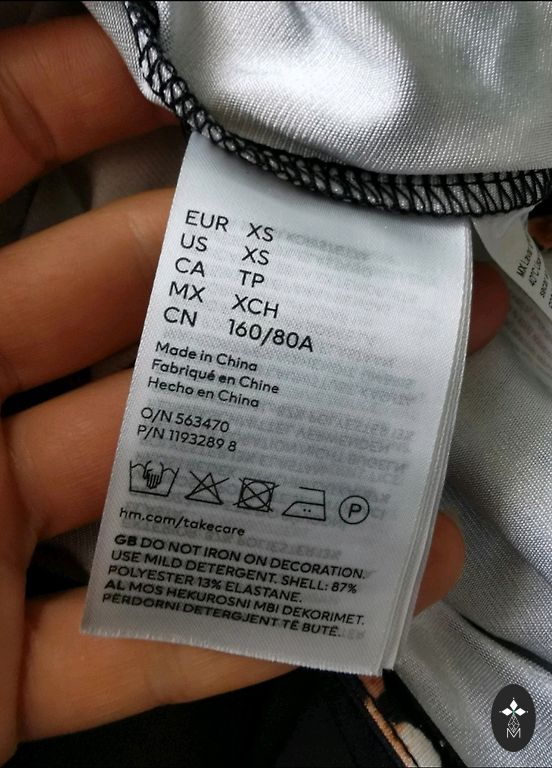 EUR XS
US XS
CA TP
MX XCH
CN 160/80A
Made in China
Fabriqué en Chine
Hecho en China
O/N 563470
P/N 1193289 8
P
hm.com/takecare
GB DO NOT IRON ON DECORATION.
USE MILD DETERGENT. SHELL: 87%
POLYESTER 13% ELASTANE.
AL MOS HEKUROSNI MBI DEKORIMET.
PËRDORNI DETERGJENT TË BUTË.
M